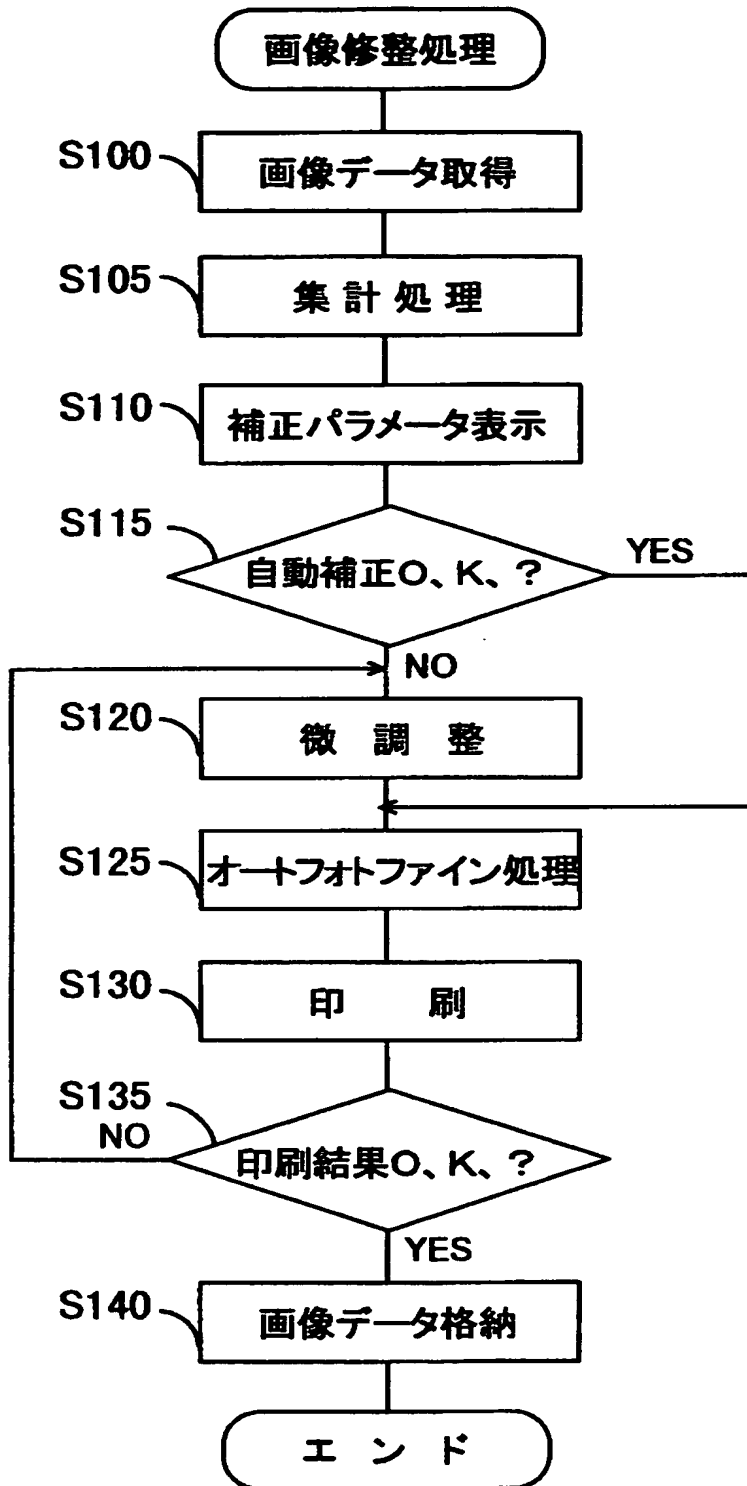 画像修整処理
S100
画像データ取得
S105
集計処理
S110
補正パラメータ表示
S115
自動補正O、K、?
YES
NO
S120
微調整
S125
オートフォトファイン処理
S130
印刷
S135
NO
印刷結果O、K、?
YES
S140
画像データ格納
エンド